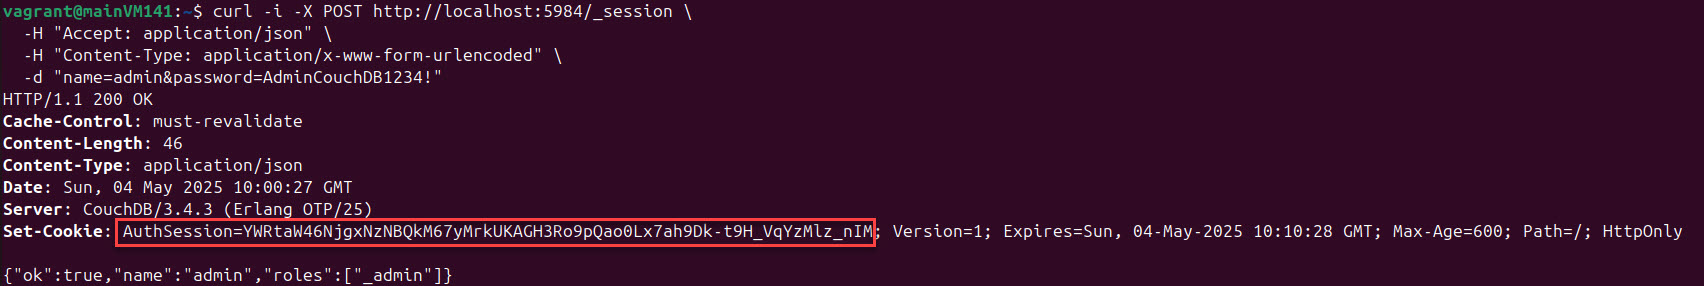 vagrant@mainVM141:~$ curl -i -X POST http://localhost:5984/_session \
  -H "Accept: application/json" \
  -H "Content-Type: application/x-www-form-urlencoded" \
  -d "name=admin&password=AdminCouchDB1234!"
HTTP/1.1 200 OK
Cache-Control: must-revalidate
Content-Length: 46
Content-Type: application/json
Date: Sun, 04 May 2025 10:00:27 GMT
Server: CouchDB/3.4.3 (Erlang OTP/25)
Set-Cookie: AuthSession=YWRtaW46NjgxNzNBQkM67yMrkUKAGH3Ro9pQao0Lx7ah9Dk-t9H_VqYzMlz_nIM; Version=1; Expires=Sun, 04-May-2025 10:10:28 GMT; Max-Age=600; Path=/; HttpOnly
{"ok":true,"name":"admin","roles":["_admin"]}